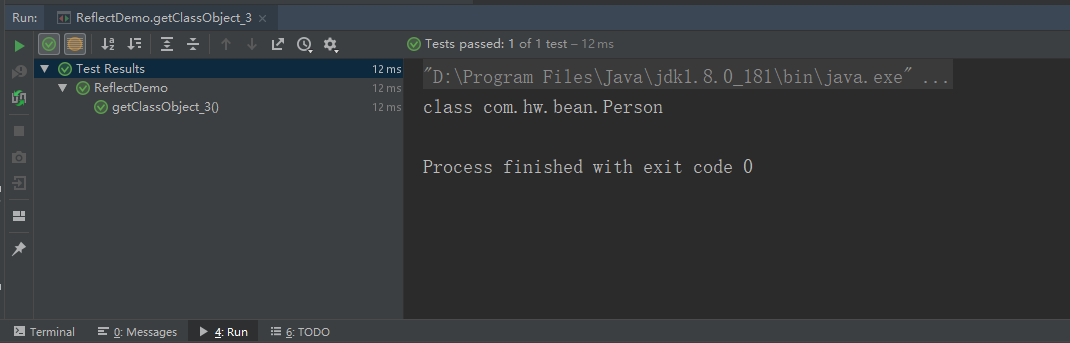 Run: ReflectDemo.getClassObject_3 ×
Tests passed: 1 of 1 test – 12 ms
Test Results 12 ms
ReflectDemo 12 ms
getClassObject_3() 12 ms
"D:\Program Files\Java\jdk1.8.0_181\bin\java.exe" ...
class com.hw.bean.Person
Process finished with exit code 0
Terminal 0: Messages 4: Run 6: TODO